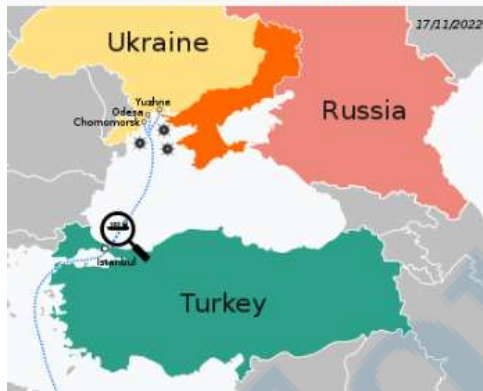 17/11/2022
Ukraine
Yuzhne
Odesa
Chornomorsk
Russia
Istanbul
Turkey